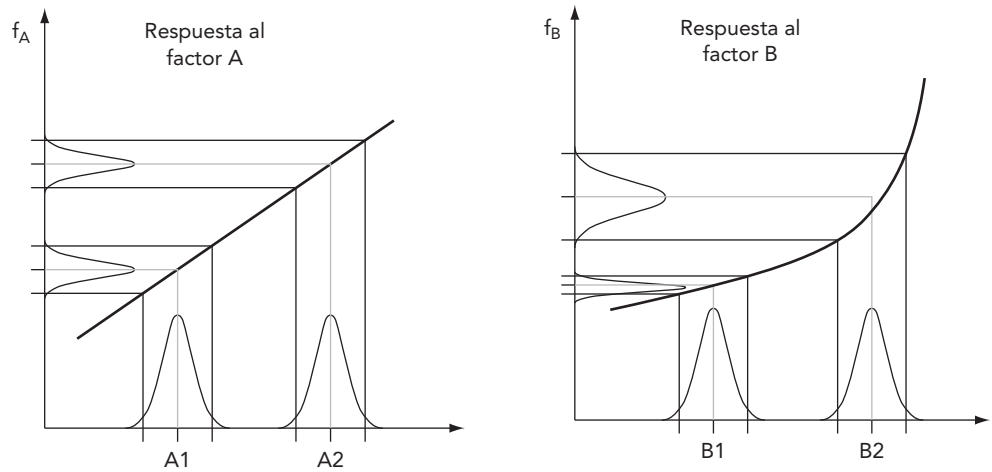 f_A
Respuesta al
factor A
A1
A2
f_B
Respuesta al
factor B
B1
B2